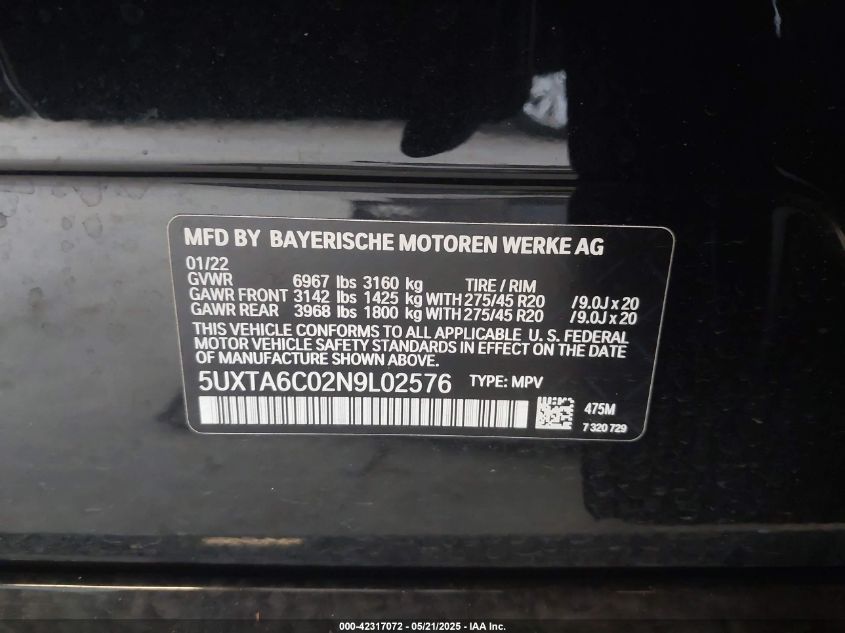 MFD BY BAYERISCHE MOTOREN WERKE AG
01/22
GVWR 6967 lbs 3160 kg TIRE / RIM
GAWR FRONT 3142 lbs 1425 kg WITH 275/45 R20 /9.0J x 20
GAWR REAR 3968 lbs 1800 kg WITH 275/45 R20 /9.0J x 20
THIS VEHICLE CONFORMS TO ALL APPLICABLE U. S. FEDERAL
MOTOR VEHICLE SAFETY STANDARDS IN EFFECT ON THE DATE
OF MANUFACTURE SHOWN ABOVE.
5UXTA6C02N9L02576 TYPE: MPV
475M
7 320 729
000-42317072 — 05/21/2025 — IAA Inc.